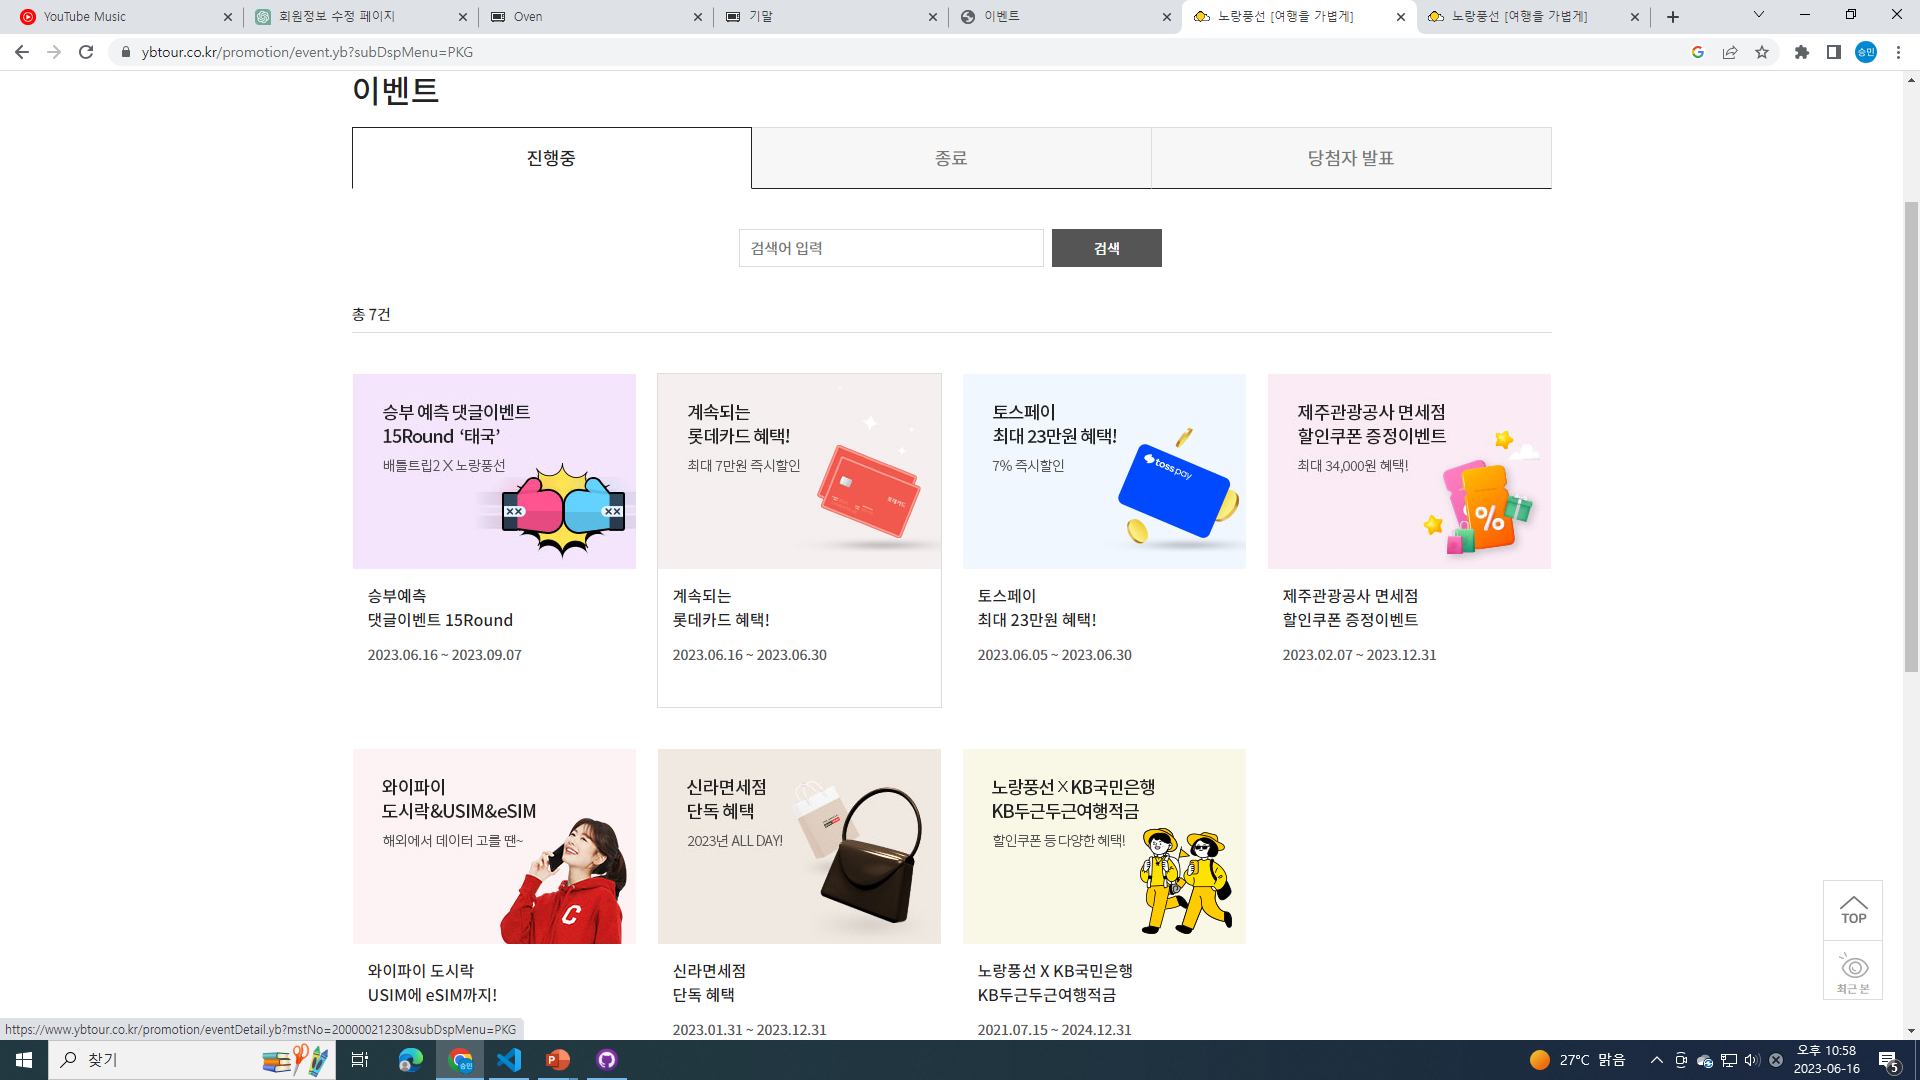 YouTube Music
회원정보 수정 페이지
Oven
기말
이벤트
노랑풍선 [여행을 가볍게]
노랑풍선 [여행을 가볍게]
ybtour.co.kr/promotion/event.yb?subDspMenu=PKG
승민
이벤트
진행중
종료
당첨자 발표
검색어 입력
검색
총 7건
승부 예측 댓글이벤트
15Round ‘태국’
배틀트립2 X 노랑풍선
계속되는
롯데카드 혜택!
최대 7만원 즉시할인
롯데카드
토스페이
최대 23만원 혜택!
7% 즉시할인
toss pay
제주관광공사 면세점
할인쿠폰 증정이벤트
최대 34,000원 혜택!
%
승부예측
댓글이벤트 15Round
2023.06.16 ~ 2023.09.07
계속되는
롯데카드 혜택!
2023.06.16 ~ 2023.06.30
토스페이
최대 23만원 혜택!
2023.06.05 ~ 2023.06.30
제주관광공사 면세점
할인쿠폰 증정이벤트
2023.02.07 ~ 2023.12.31
와이파이
도시락&USIM&eSIM
해외에서 데이터 고를 땐~
C
신라면세점
단독 혜택
2023년 ALL DAY!
노랑풍선 X KB국민은행
KB두근두근여행적금
할인쿠폰 등 다양한 혜택!
와이파이 도시락
USIM에 eSIM까지!
신라면세점
단독 혜택
2023.01.31 ~ 2023.12.31
노랑풍선 X KB국민은행
KB두근두근여행적금
2021.07.15 ~ 2024.12.31
TOP
최근 본
https://www.ybtour.co.kr/promotion/eventDetail.yb?mstNo=20000021230&subDspMenu=PKG
찾기
승민
27°C 맑음
오후 10:58
2023-06-16
5